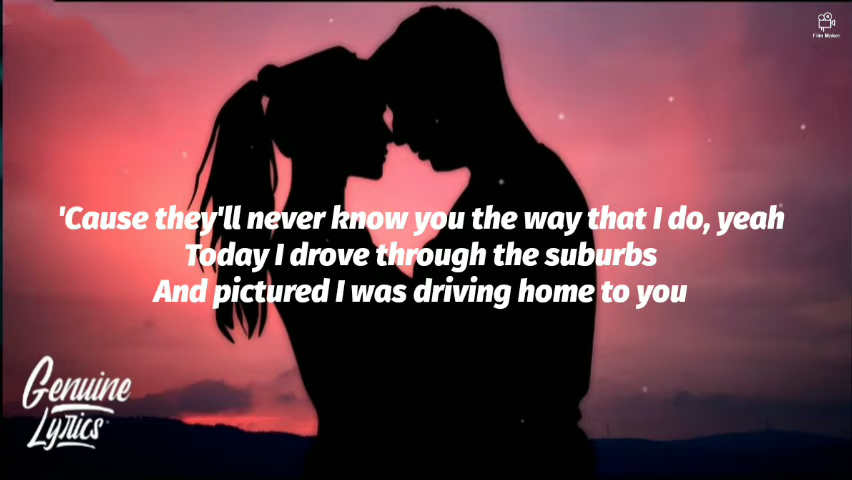 Film Maker
'Cause they'll never know you the way that I do, yeah
Today I drove through the suburbs
And pictured I was driving home to you
Genuine
Lyrics